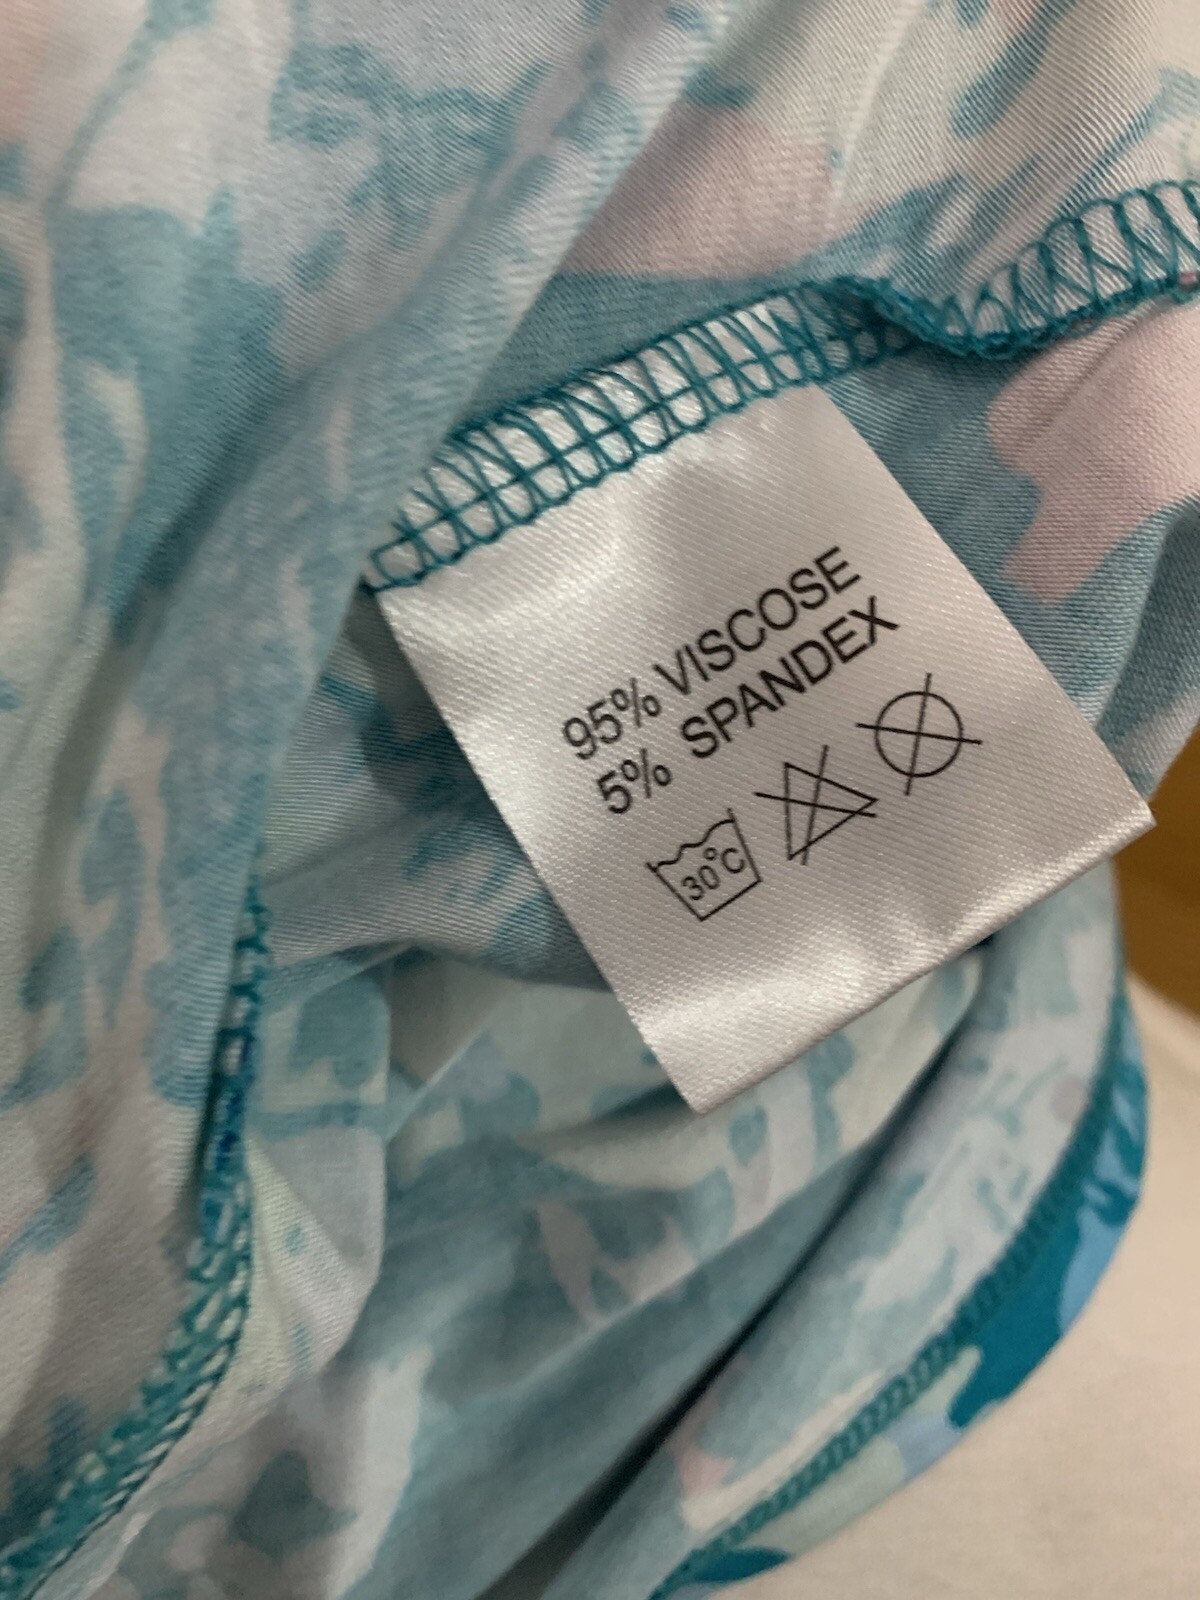 95% VISCOSE
5% SPANDEX
30°C